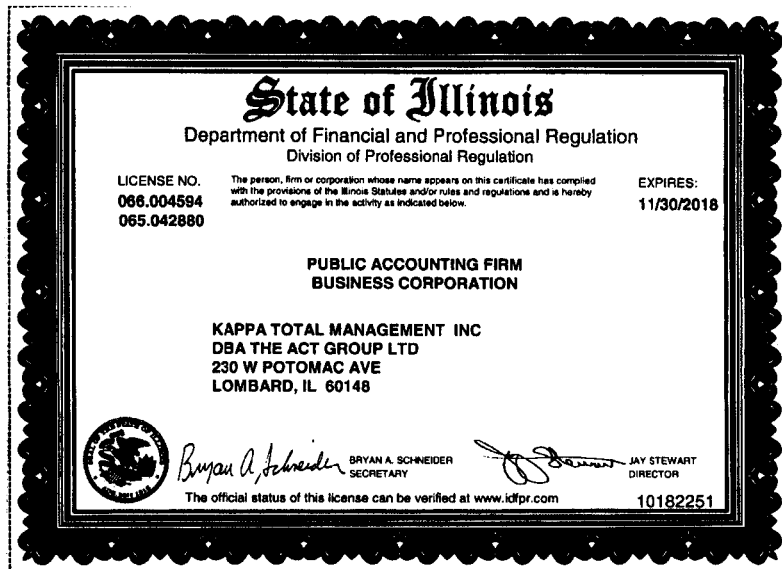 State of Illinois
Department of Financial and Professional Regulation
Division of Professional Regulation
LICENSE NO.
066.004594
065.042880
The person, firm or corporation whose name appears on this certificate has complied
with the provisions of the Illinois Statutes and/or rules and regulations and is hereby
authorized to engage in the activity as indicated below.
EXPIRES:
11/30/2018
PUBLIC ACCOUNTING FIRM
BUSINESS CORPORATION
KAPPA TOTAL MANAGEMENT INC
DBA THE ACT GROUP LTD
230 W POTOMAC AVE
LOMBARD, IL 60148
Bryan A. Schneider
BRYAN A. SCHNEIDER
SECRETARY
JAY STEWART
DIRECTOR
The official status of this license can be verified at www.idfpr.com
10182251